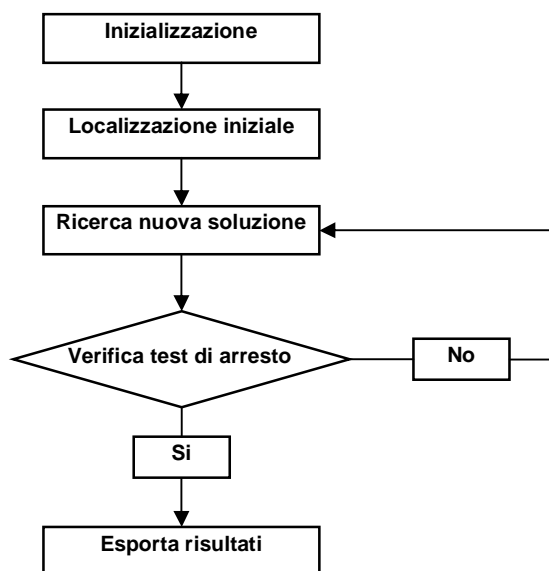 Inizializzazione
Localizzazione iniziale
Ricerca nuova soluzione
Verifica test di arresto
No
Si
Esporta risultati